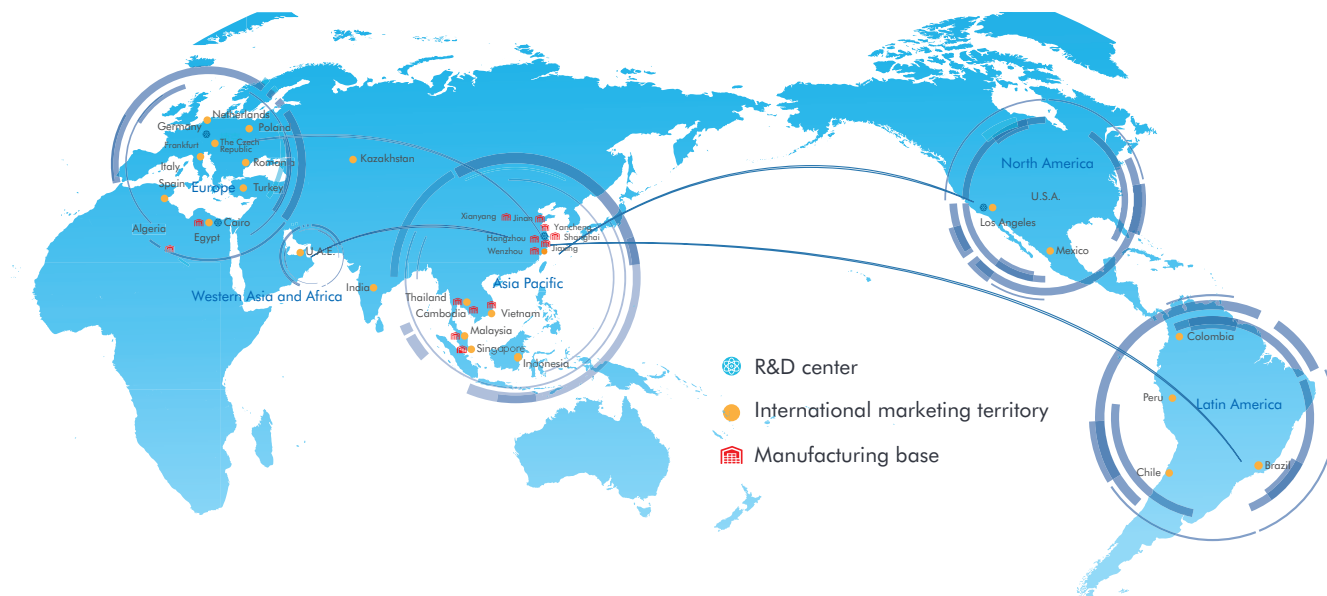 Netherlands
Germany
Poland
Frankfurt
The Czech
Republic
Italy
Romania
Spain
Europe
Turkey
Kazakhstan
Algeria
Cairo
Egypt
U.A.E.
Western Asia and Africa
India
Xianyang
Jinan
Yancheng
Hangzhou
Shanghai
Wenzhou
Jiaxing
Asia Pacific
Thailand
Cambodia
Vietnam
Malaysia
Singapore
Indonesia
North America
U.S.A.
Los Angeles
Mexico
Colombia
Peru
Latin America
Chile
Brazil
R&D center
International marketing territory
Manufacturing base